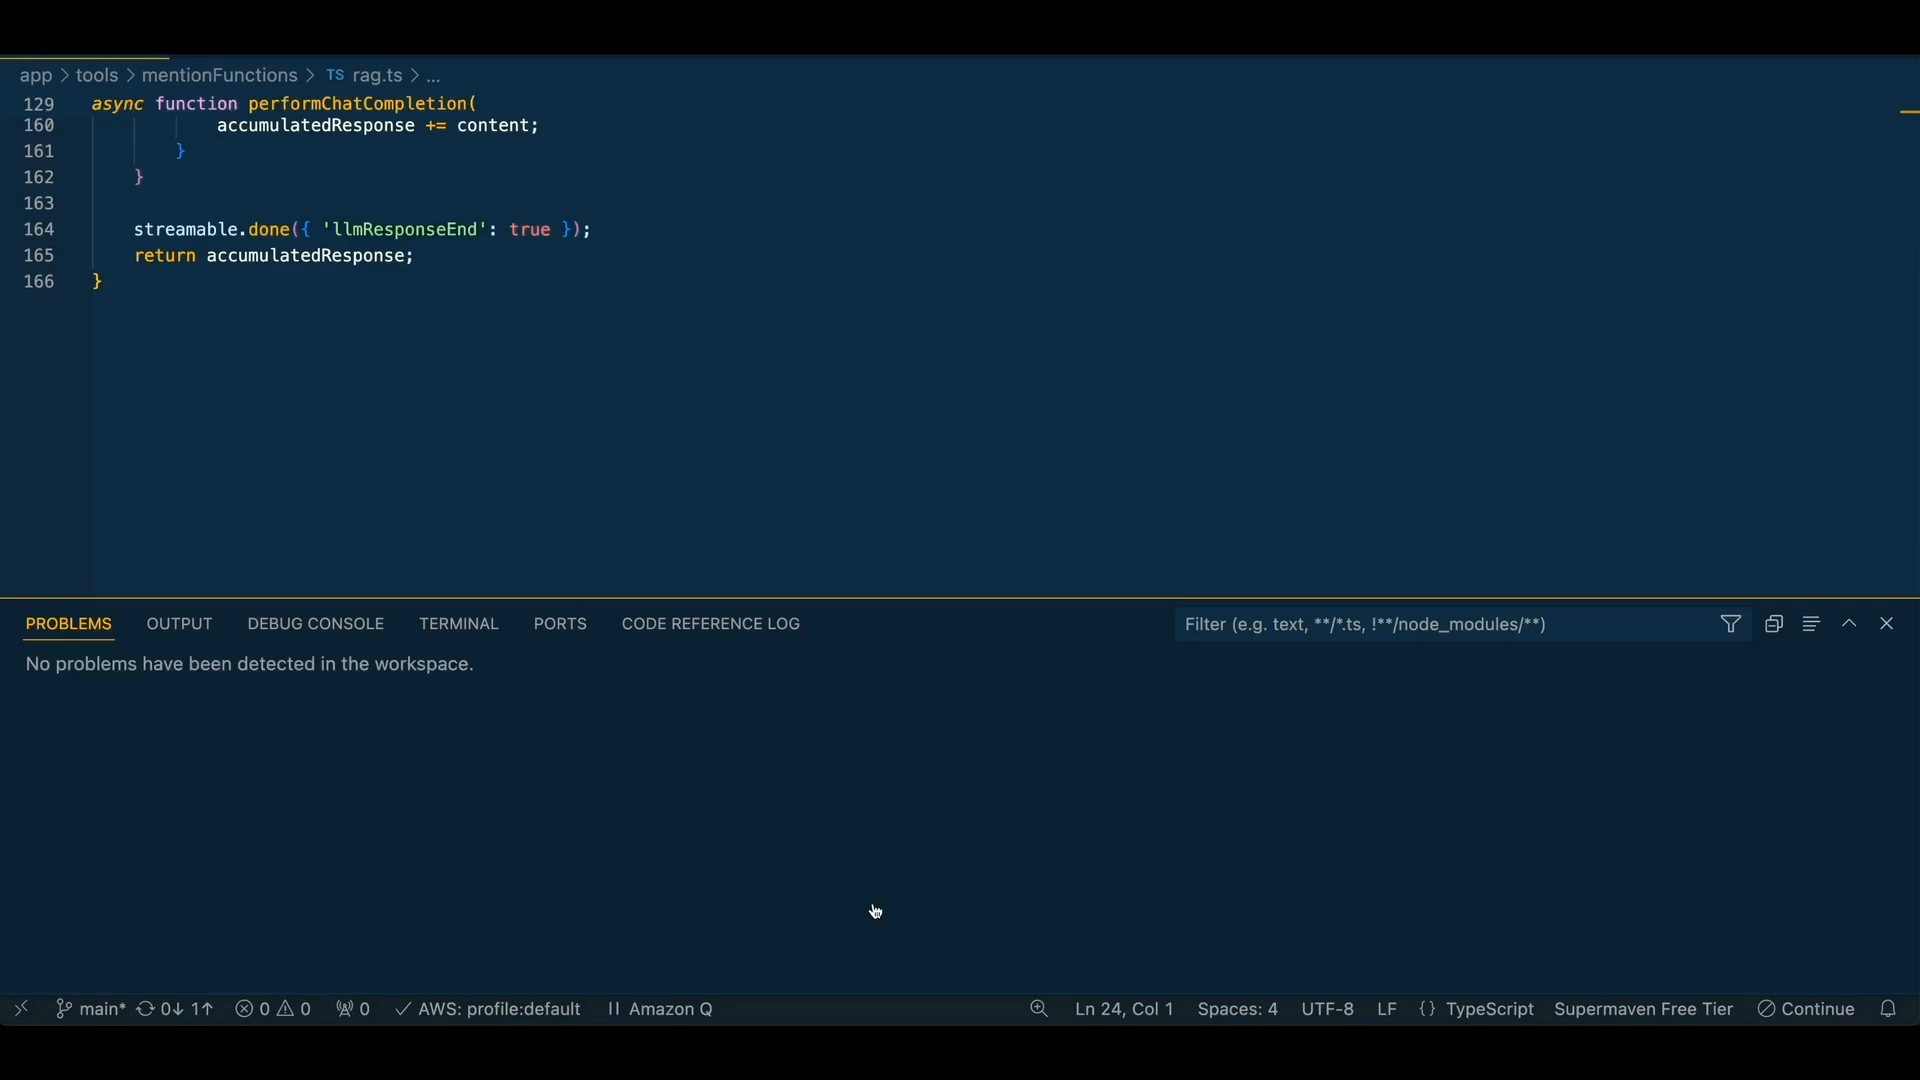 app > tools > mentionFunctions > TS rag.ts > ...
129 async function performChatCompletion(
160 accumulatedResponse += content;
161 }
162 }
163
164 streamable.done({ 'llmResponseEnd': true });
165 return accumulatedResponse;
166 }
PROBLEMS OUTPUT DEBUG CONSOLE TERMINAL PORTS CODE REFERENCE LOG Filter (e.g. text, **/*.ts, !**/node_modules/**)
No problems have been detected in the workspace.
main* 0↓ 1↑ 0 0 0 AWS: profile:default Amazon Q Ln 24, Col 1 Spaces: 4 UTF-8 LF {} TypeScript Supermaven Free Tier Continue